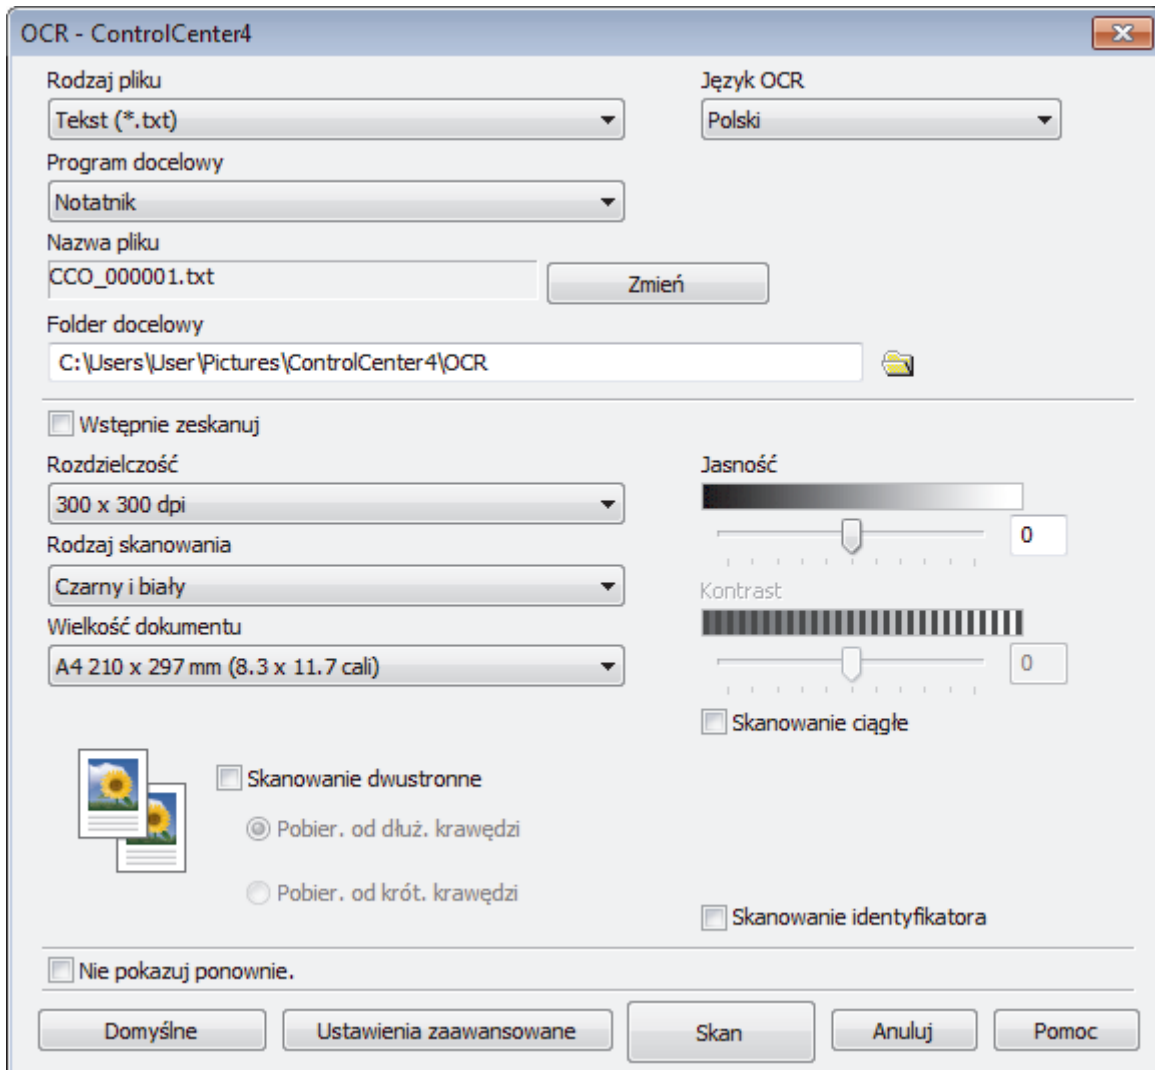 OCR - ControlCenter4
Rodzaj pliku
Język OCR
Tekst (*.txt)
Polski
Program docelowy
Notatnik
Nazwa pliku
CCO_000001.txt
Zmień
Folder docelowy
C:\Users\User\Pictures\ControlCenter4\OCR
Wstępnie zeskanuj
Rozdzielczość
Jasność
300 x 300 dpi
0
Rodzaj skanowania
Czarny i biały
Kontrast
Wielkość dokumentu
A4 210 x 297 mm (8.3 x 11.7 cali)
0
Skanowanie ciągłe
Skanowanie dwustronne
Pobier. od dłuż. krawędzi
Pobier. od krót. krawędzi
Skanowanie identyfikatora
Nie pokazuj ponownie.
Domyślne
Ustawienia zaawansowane
Skan
Anuluj
Pomoc